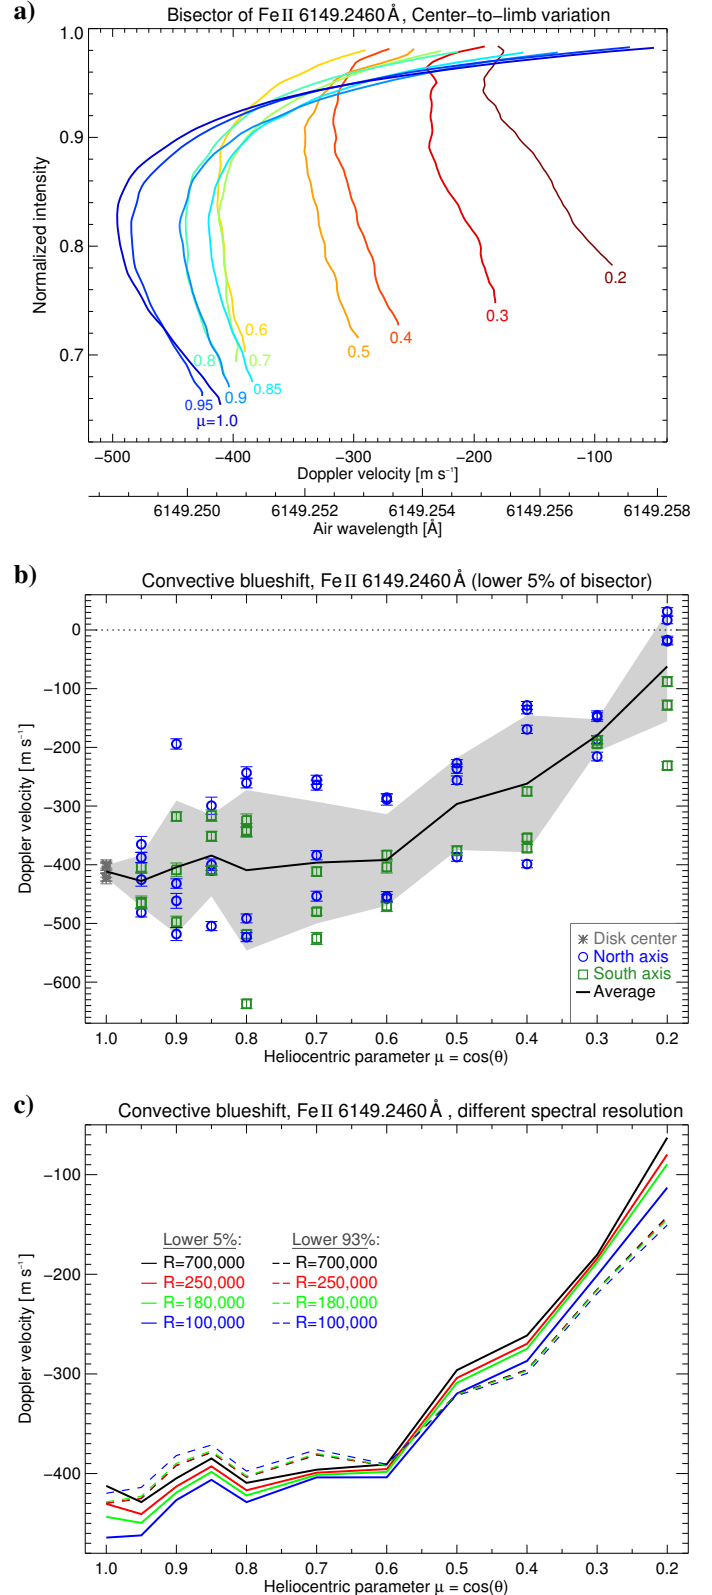 a)
Bisector of Fe II 6149.2460 Å, Center−to−limb variation
1.0
0.9
0.8
0.7
Normalized intensity
0.2
0.3
0.4
0.5
0.6
0.7
0.8
0.85
0.9
0.95
μ=1.0
−500 −400 −300 −200 −100
Doppler velocity [m s⁻¹]
6149.250 6149.252 6149.254 6149.256 6149.258
Air wavelength [Å]
b)
Convective blueshift, Fe II 6149.2460 Å (lower 5% of bisector)
0
−100
−200
−300
−400
−500
−600
Doppler velocity [m s⁻¹]
Disk center
North axis
South axis
Average
1.0 0.9 0.8 0.7 0.6 0.5 0.4 0.3 0.2
Heliocentric parameter μ = cos(θ)
c)
Convective blueshift, Fe II 6149.2460 Å , different spectral resolution
−100
−200
−300
−400
Doppler velocity [m s⁻¹]
Lower 5%: Lower 93%:
R=700,000 R=700,000
R=250,000 R=250,000
R=180,000 R=180,000
R=100,000 R=100,000
1.0 0.9 0.8 0.7 0.6 0.5 0.4 0.3 0.2
Heliocentric parameter μ = cos(θ)